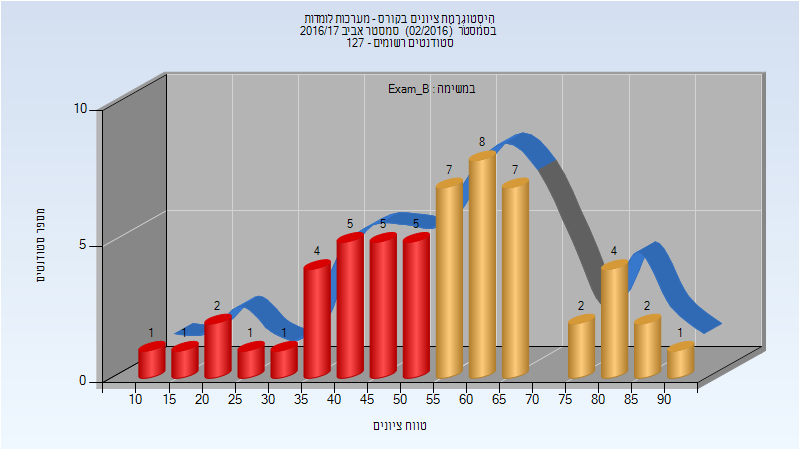 היסטוגרמת ציונים בקורס - מערכות לומדות
בסמסטר (02/2016) סמסטר אביב 2016/17
סטודנטים רשומים - 127
במשימה : Exam_B
מספר סטודנטים
10
5
0
1 1 2 1 1 4 5 5 5 7 8 7 2 4 2 1
10 15 20 25 30 35 40 45 50 55 60 65 70 75 80 85 90
טווח ציונים